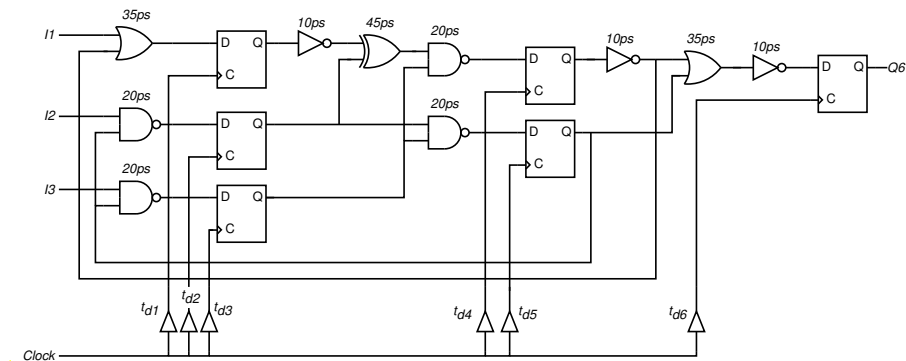 35ps
10ps
45ps
20ps
10ps
35ps
10ps
I1
D Q
D Q
D Q
Q6
C
C
C
20ps
20ps
I2
D Q
D Q
C
C
20ps
I3
D Q
C
td1
td2
td3
td4
td5
td6
Clock